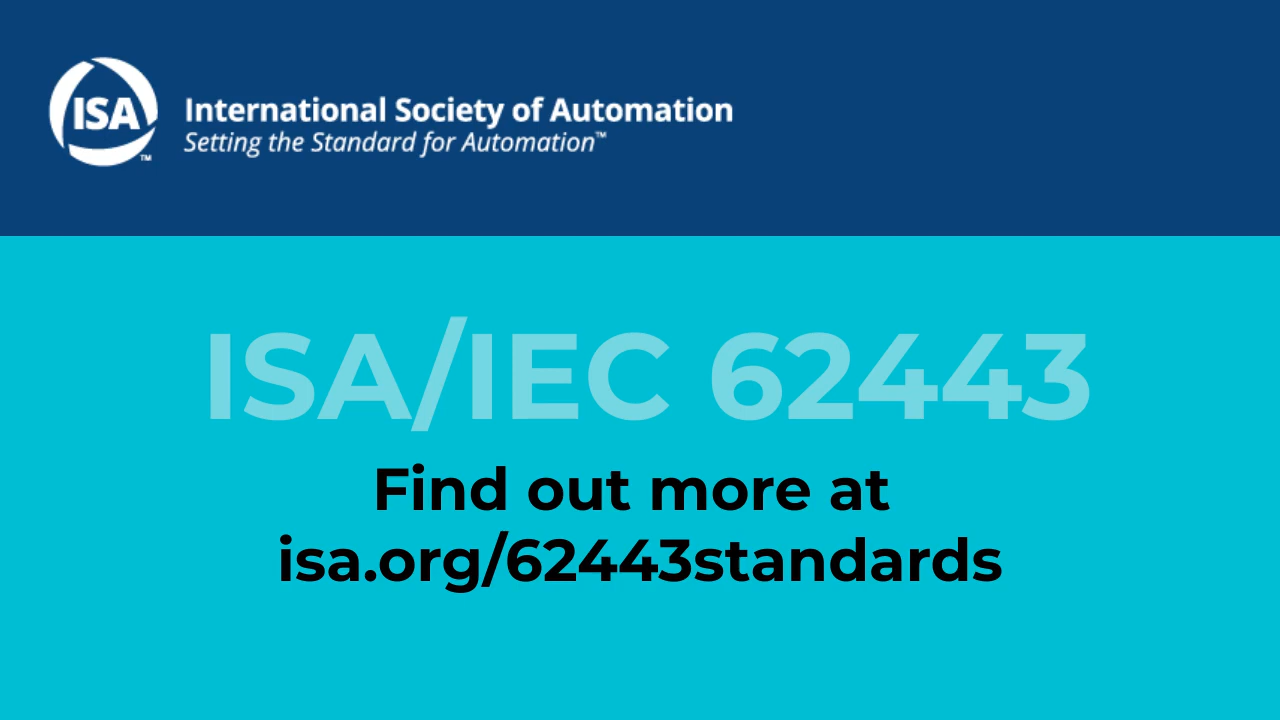 ISA
TM
International Society of Automation
Setting the Standard for Automation™
ISA/IEC 62443
Find out more at
isa.org/62443standards